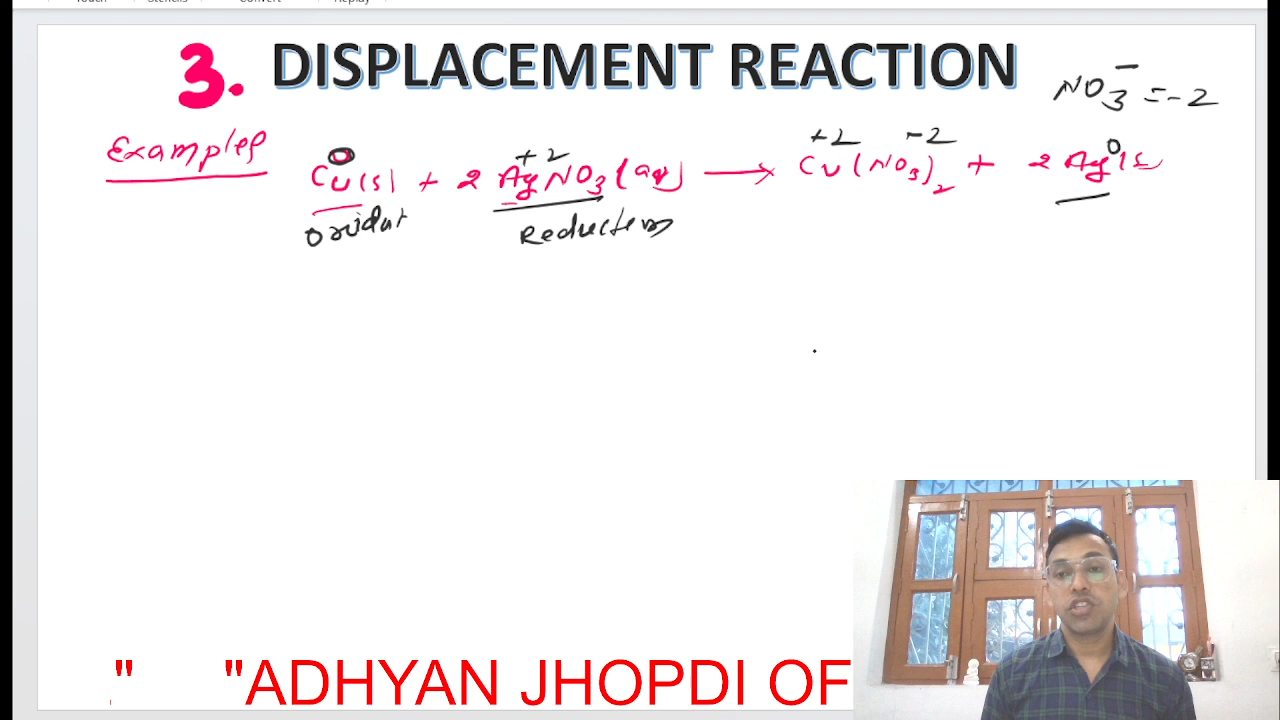 3. DISPLACEMENT REACTION
NO3⁻ = -2
Examples
0 +2 +2 -2 0
Cu(s) + 2 AgNO3(aq) → Cu(NO3)2 + 2 Ag(s)
Oxidat Reduction
" "ADHYAN JHOPDI OF